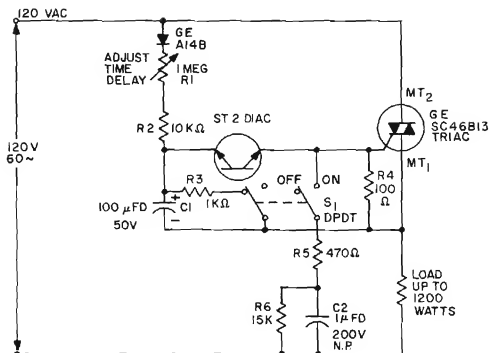 120 VAC
GE
A14B
ADJUST
TIME
DELAY
1 MEG
R1
MT2
GE
SC46B13
TRIAC
MT1
ST 2 DIAC
R2
10KΩ
120V
60~
R3
1KΩ
OFF
ON
S1
DPDT
R4
100
Ω
100 μFD
C1
+
−
50V
R5
470Ω
LOAD
UP TO
1200
WATTS
R6
15K
C2
1μFD
200V
N.P.